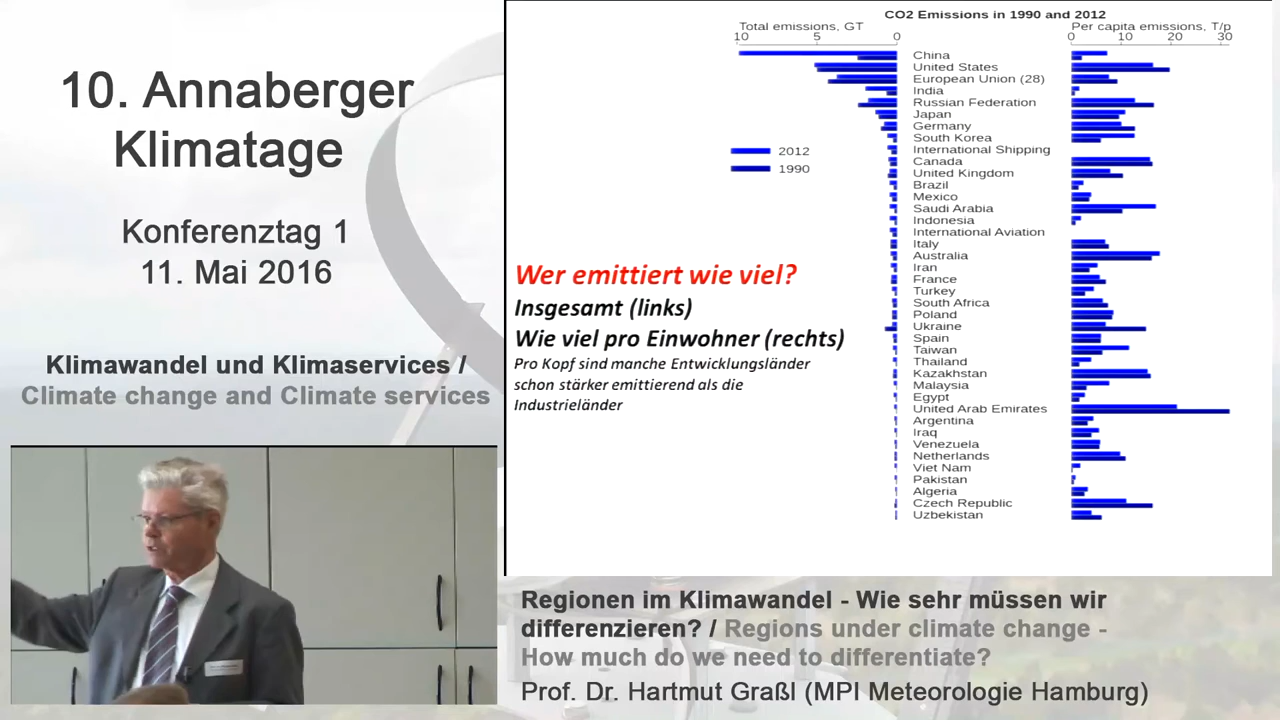 10. Annaberger
Klimatage
Konferenztag 1
11. Mai 2016
Klimawandel und Klimaservices /
Climate change and Climate services
CO2 Emissions in 1990 and 2012
Total emissions, GT
Per capita emissions, T/p
10 5 0
0 10 20 30
China
United States
European Union (28)
India
Russian Federation
Japan
Germany
South Korea
International Shipping
Canada
United Kingdom
Brazil
Mexico
Saudi Arabia
Indonesia
International Aviation
Italy
Australia
Iran
France
Turkey
South Africa
Poland
Ukraine
Spain
Taiwan
Thailand
Kazakhstan
Malaysia
Egypt
United Arab Emirates
Argentina
Iraq
Venezuela
Netherlands
Viet Nam
Pakistan
Algeria
Czech Republic
Uzbekistan
2012
1990
Wer emittiert wie viel?
Insgesamt (links)
Wie viel pro Einwohner (rechts)
Pro Kopf sind manche Entwicklungsländer
schon stärker emittierend als die
Industrieländer
Regionen im Klimawandel - Wie sehr müssen wir
differenzieren? / Regions under climate change -
How much do we need to differentiate?
Prof. Dr. Hartmut Graßl (MPI Meteorologie Hamburg)